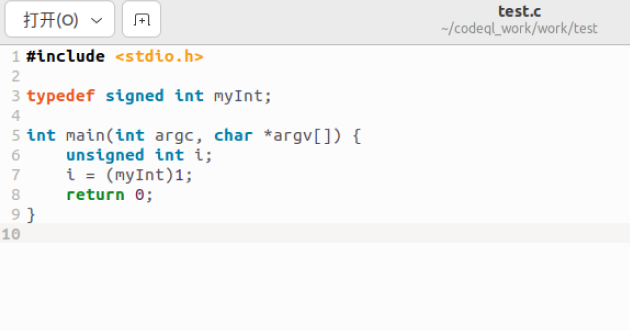 打开(O)
test.c
~/codeql_work/work/test
1 #include <stdio.h>
2
3 typedef signed int myInt;
4
5 int main(int argc, char *argv[]) {
6     unsigned int i;
7     i = (myInt)1;
8     return 0;
9 }
10